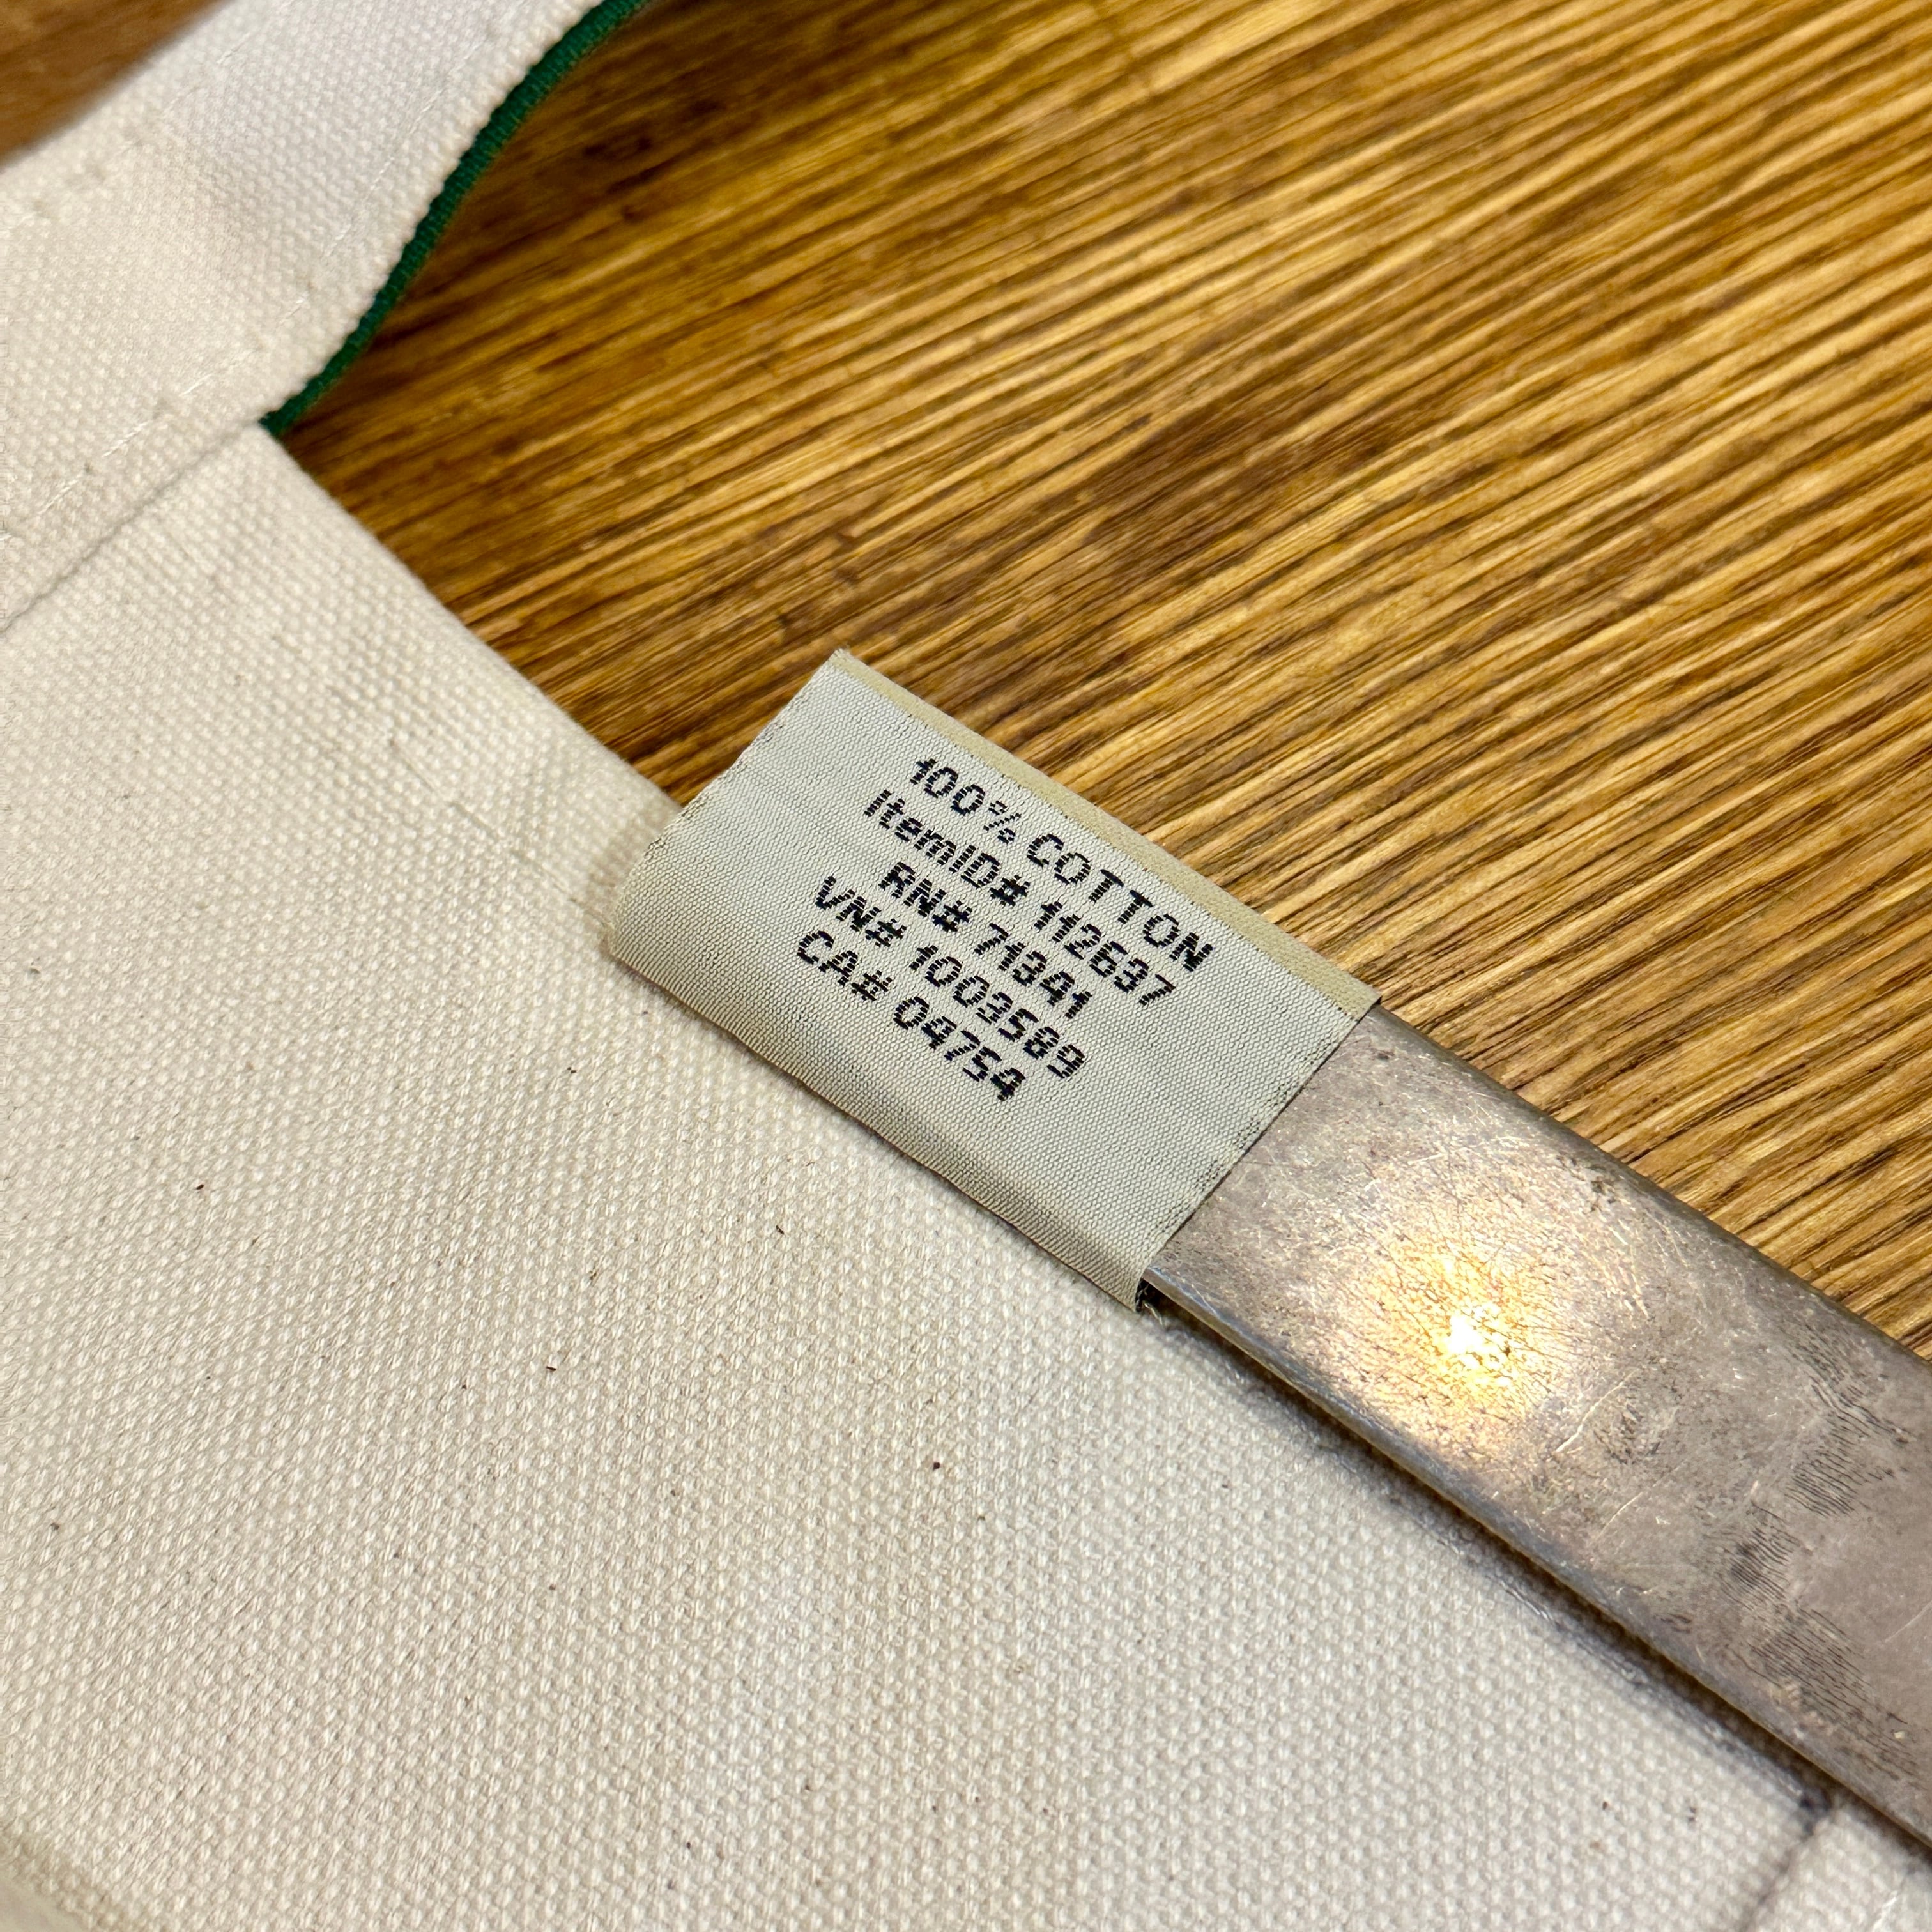 100% COTTON
ItemID# 112637
RN# 71341
VN# 1003589
CA# 04754